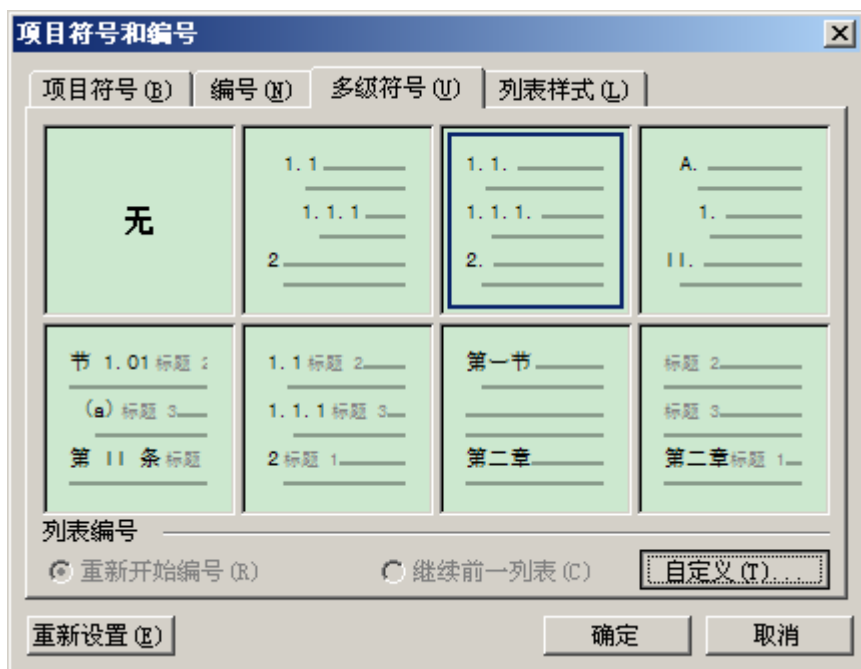 项目符号和编号
项目符号(B) 编号(N) 多级符号(U) 列表样式(L)
无
1.1
1.1.1
2
1.1.
1.1.1.
2.
A.
1.
II.
节 1.01 标题 2
(a) 标题 3
第 II 条 标题
1.1 标题 2
1.1.1 标题 3
2 标题 1
第一节
第二章
标题 2
标题 3
第二章标题 1
列表编号
重新开始编号(R) 继续前一列表(C) 自定义(T)...
重新设置(E) 确定 取消